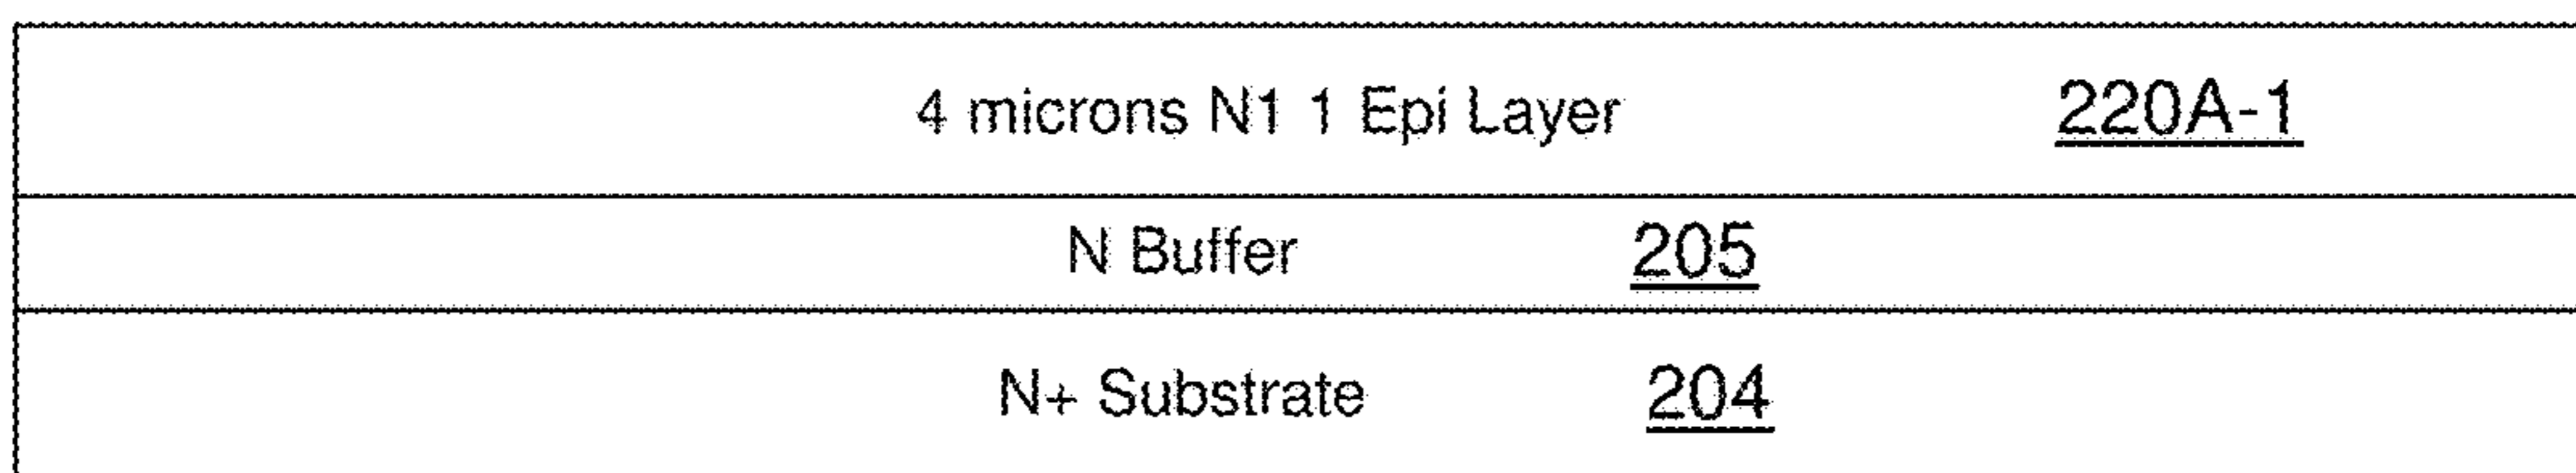 4 microns N1 1 Epi Layer 220A-1
N Buffer 205
N+ Substrate 204